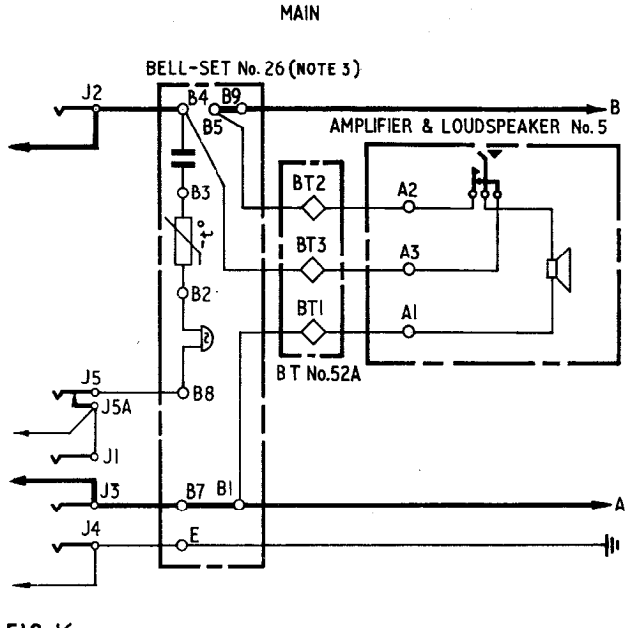 MAIN
BELL-SET No. 26 (NOTE 3)
J2
B4
B9
B
B5
AMPLIFIER & LOUDSPEAKER No. 5
BT2
A2
B3
-t°
BT3
A3
B2
BT1
A1
BT No.52A
J5
B8
J5A
J1
J3
B7
B1
A
J4
E